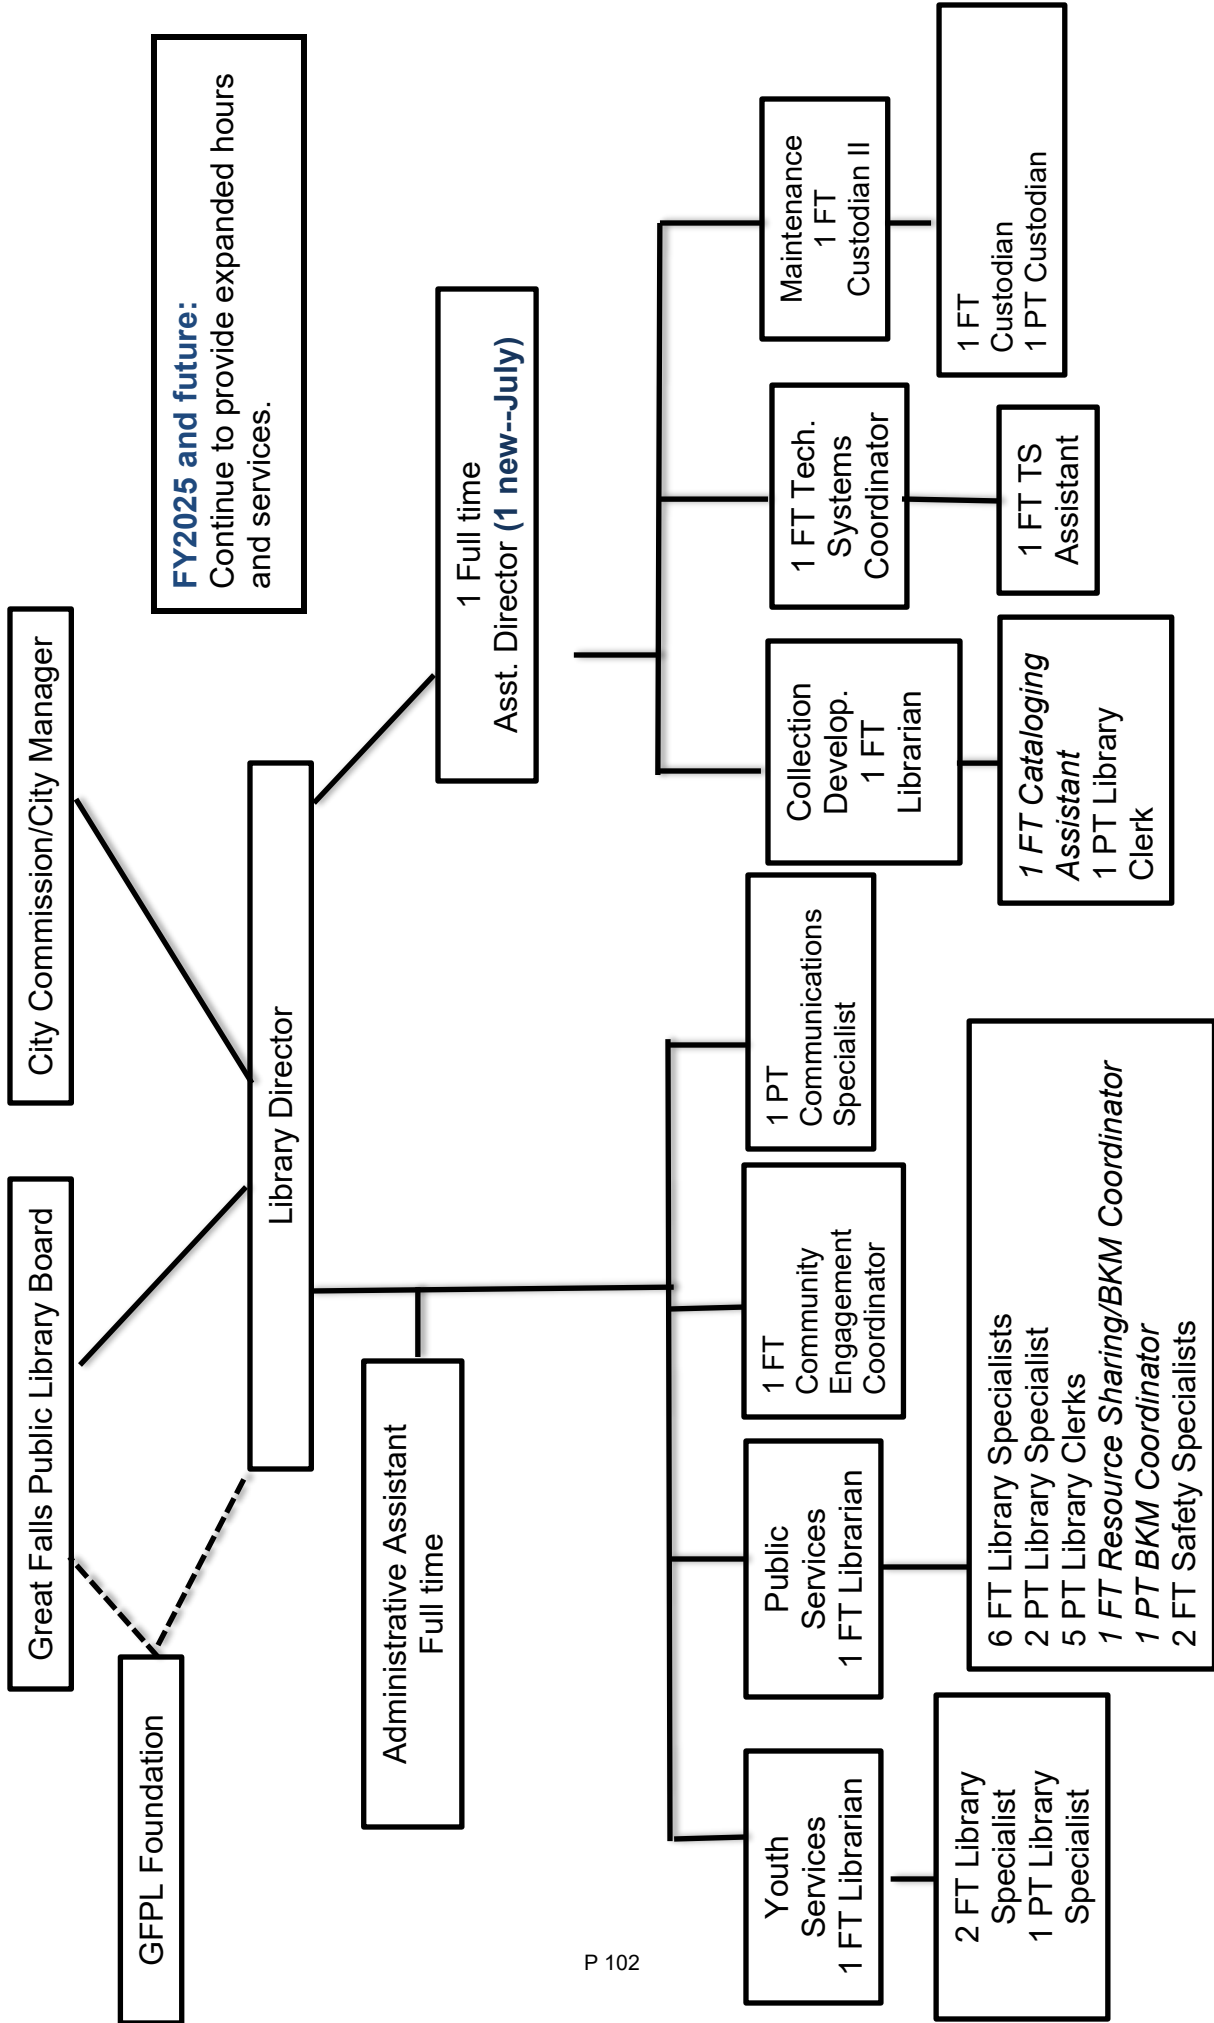 Great Falls Public Library Board
City Commission/City Manager
GFPL Foundation
FY2025 and future:
Continue to provide expanded hours
and services.
Library Director
Administrative Assistant
Full time
1 Full time
Asst. Director (1 new--July)
Youth
Services
1 FT Librarian
Public
Services
1 FT Librarian
1 FT
Community
Engagement
Coordinator
1 PT
Communications
Specialist
Collection
Develop.
1 FT
Librarian
1 FT Tech.
Systems
Coordinator
Maintenance
1 FT
Custodian II
2 FT Library
Specialist
1 PT Library
Specialist
6 FT Library Specialists
2 PT Library Specialist
5 PT Library Clerks
1 FT Resource Sharing/BKM Coordinator
1 PT BKM Coordinator
2 FT Safety Specialists
1 FT Cataloging
Assistant
1 PT Library
Clerk
1 FT TS
Assistant
1 FT
Custodian
1 PT Custodian
P 102